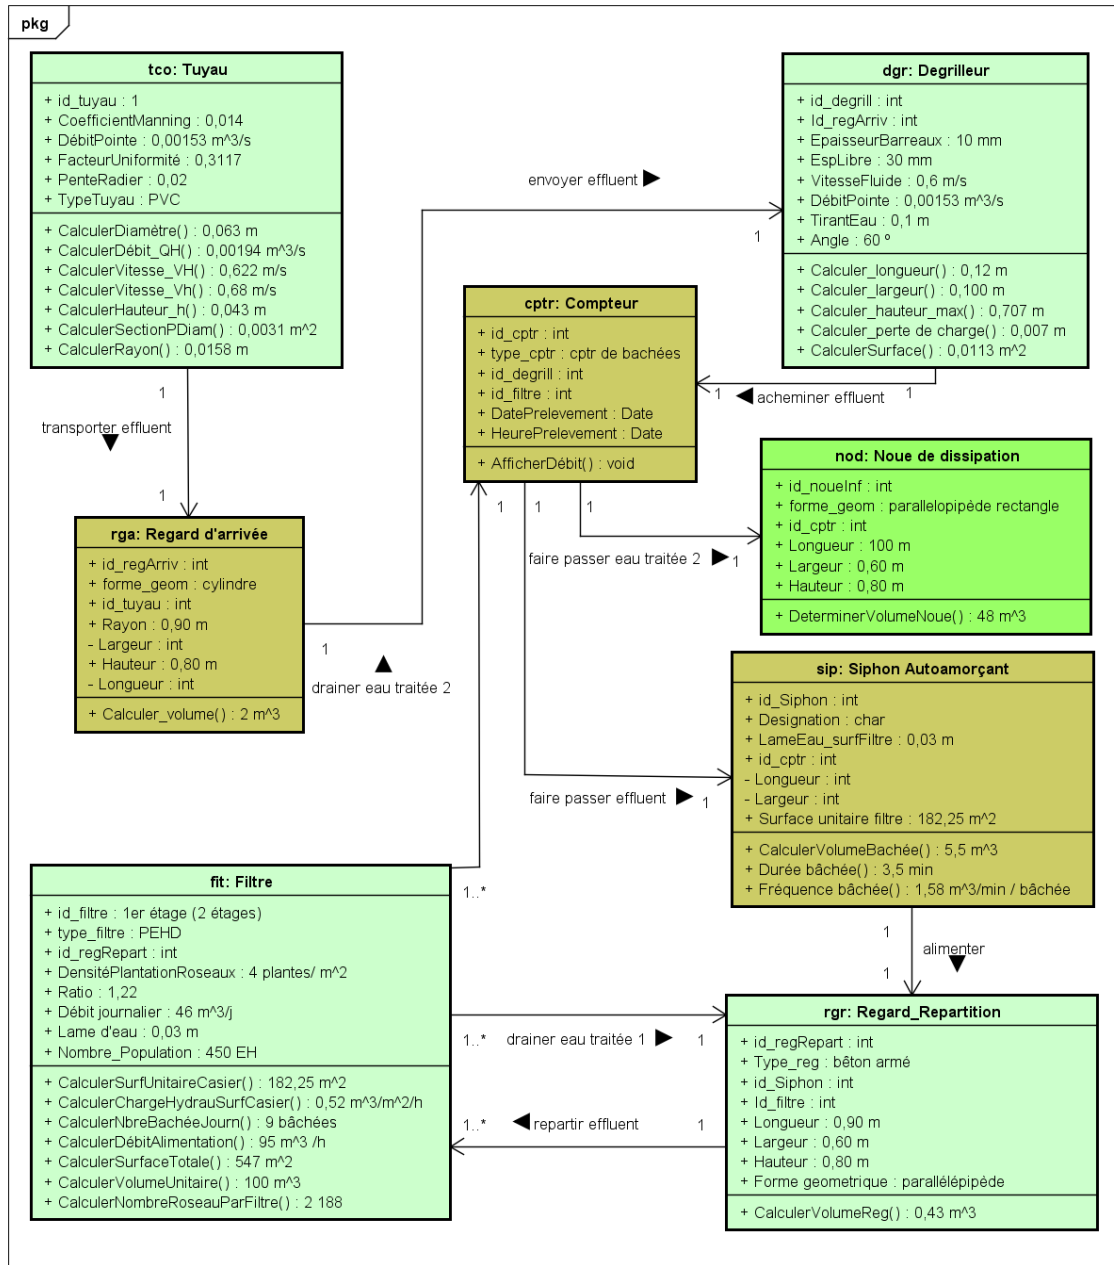 pkg
tco: Tuyau
+ id_tuyau : 1
+ CoefficientManning : 0,014
+ DébitPointe : 0,00153 m^3/s
+ FacteurUniformité : 0,3117
+ PenteRadier : 0,02
+ TypeTuyau : PVC
+ CalculerDiamètre() : 0,063 m
+ CalculerDébit_QH() : 0,00194 m^3/s
+ CalculerVitesse_VH() : 0,622 m/s
+ CalculerVitesse_Vh() : 0,68 m/s
+ CalculerHauteur_h() : 0,043 m
+ CalculerSectionPDiam() : 0,0031 m^2
+ CalculerRayon() : 0,0158 m
dgr: Degrilleur
+ id_degrill : int
+ Id_regArriv : int
+ EpaisseurBarreaux : 10 mm
+ EspLibre : 30 mm
+ VitesseFluide : 0,6 m/s
+ DébitPointe : 0,00153 m^3/s
+ TirantEau : 0,1 m
+ Angle : 60 º
+ Calculer_longueur() : 0,12 m
+ Calculer_largeur() : 0,100 m
+ Calculer_hauteur_max() : 0,707 m
+ Calculer_perte de charge() : 0,007 m
+ CalculerSurface() : 0,0113 m^2
envoyer effluent
1
cptr: Compteur
+ id_cptr : int
+ type_cptr : cptr de bachées
+ id_degrill : int
+ id_filtre : int
+ DatePrelevement : Date
+ HeurePrelevement : Date
+ AfficherDébit() : void
1
acheminer effluent
1
1
transporter effluent
1
nod: Noue de dissipation
+ id_noueInf : int
+ forme_geom : parallelopipède rectangle
+ id_cptr : int
+ Longueur : 100 m
+ Largeur : 0,60 m
+ Hauteur : 0,80 m
+ DeterminerVolumeNoue() : 48 m^3
1
1
1
faire passer eau traitée 2
1
rga: Regard d'arrivée
+ id_regArriv : int
+ forme_geom : cylindre
+ id_tuyau : int
+ Rayon : 0,90 m
- Largeur : int
+ Hauteur : 0,80 m
- Longueur : int
+ Calculer_volume() : 2 m^3
1
drainer eau traitée 2
sip: Siphon Autoamorçant
+ id_Siphon : int
+ Designation : char
+ LameEau_surfFiltre : 0,03 m
+ id_cptr : int
- Longueur : int
- Largeur : int
+ Surface unitaire filtre : 182,25 m^2
+ CalculerVolumeBachée() : 5,5 m^3
+ Durée bâchée() : 3,5 min
+ Fréquence bâchée() : 1,58 m^3/min / bâchée
faire passer effluent
1
1
alimenter
1
fit: Filtre
+ id_filtre : 1er étage (2 étages)
+ type_filtre : PEHD
+ id_regRepart : int
+ DensitéPlantationRoseaux : 4 plantes/ m^2
+ Ratio : 1,22
+ Débit journalier : 46 m^3/j
+ Lame d'eau : 0,03 m
+ Nombre_Population : 450 EH
+ CalculerSurfUnitaireCasier() : 182,25 m^2
+ CalculerChargeHydrauSurfCasier() : 0,52 m^3/m^2/h
+ CalculerNbreBachéeJourn() : 9 bâchées
+ CalculerDébitAlimentation() : 95 m^3 /h
+ CalculerSurfaceTotale() : 547 m^2
+ CalculerVolumeUnitaire() : 100 m^3
+ CalculerNombreRoseauParFiltre() : 2 188
1..*
1..*
drainer eau traitée 1
1
1..*
repartir effluent
1
rgr: Regard_Repartition
+ id_regRepart : int
+ Type_reg : bêton armé
+ id_Siphon : int
+ Id_filtre : int
+ Longueur : 0,90 m
+ Largeur : 0,60 m
+ Hauteur : 0,80 m
+ Forme geometrique : parallélépipède
+ CalculerVolumeReg() : 0,43 m^3